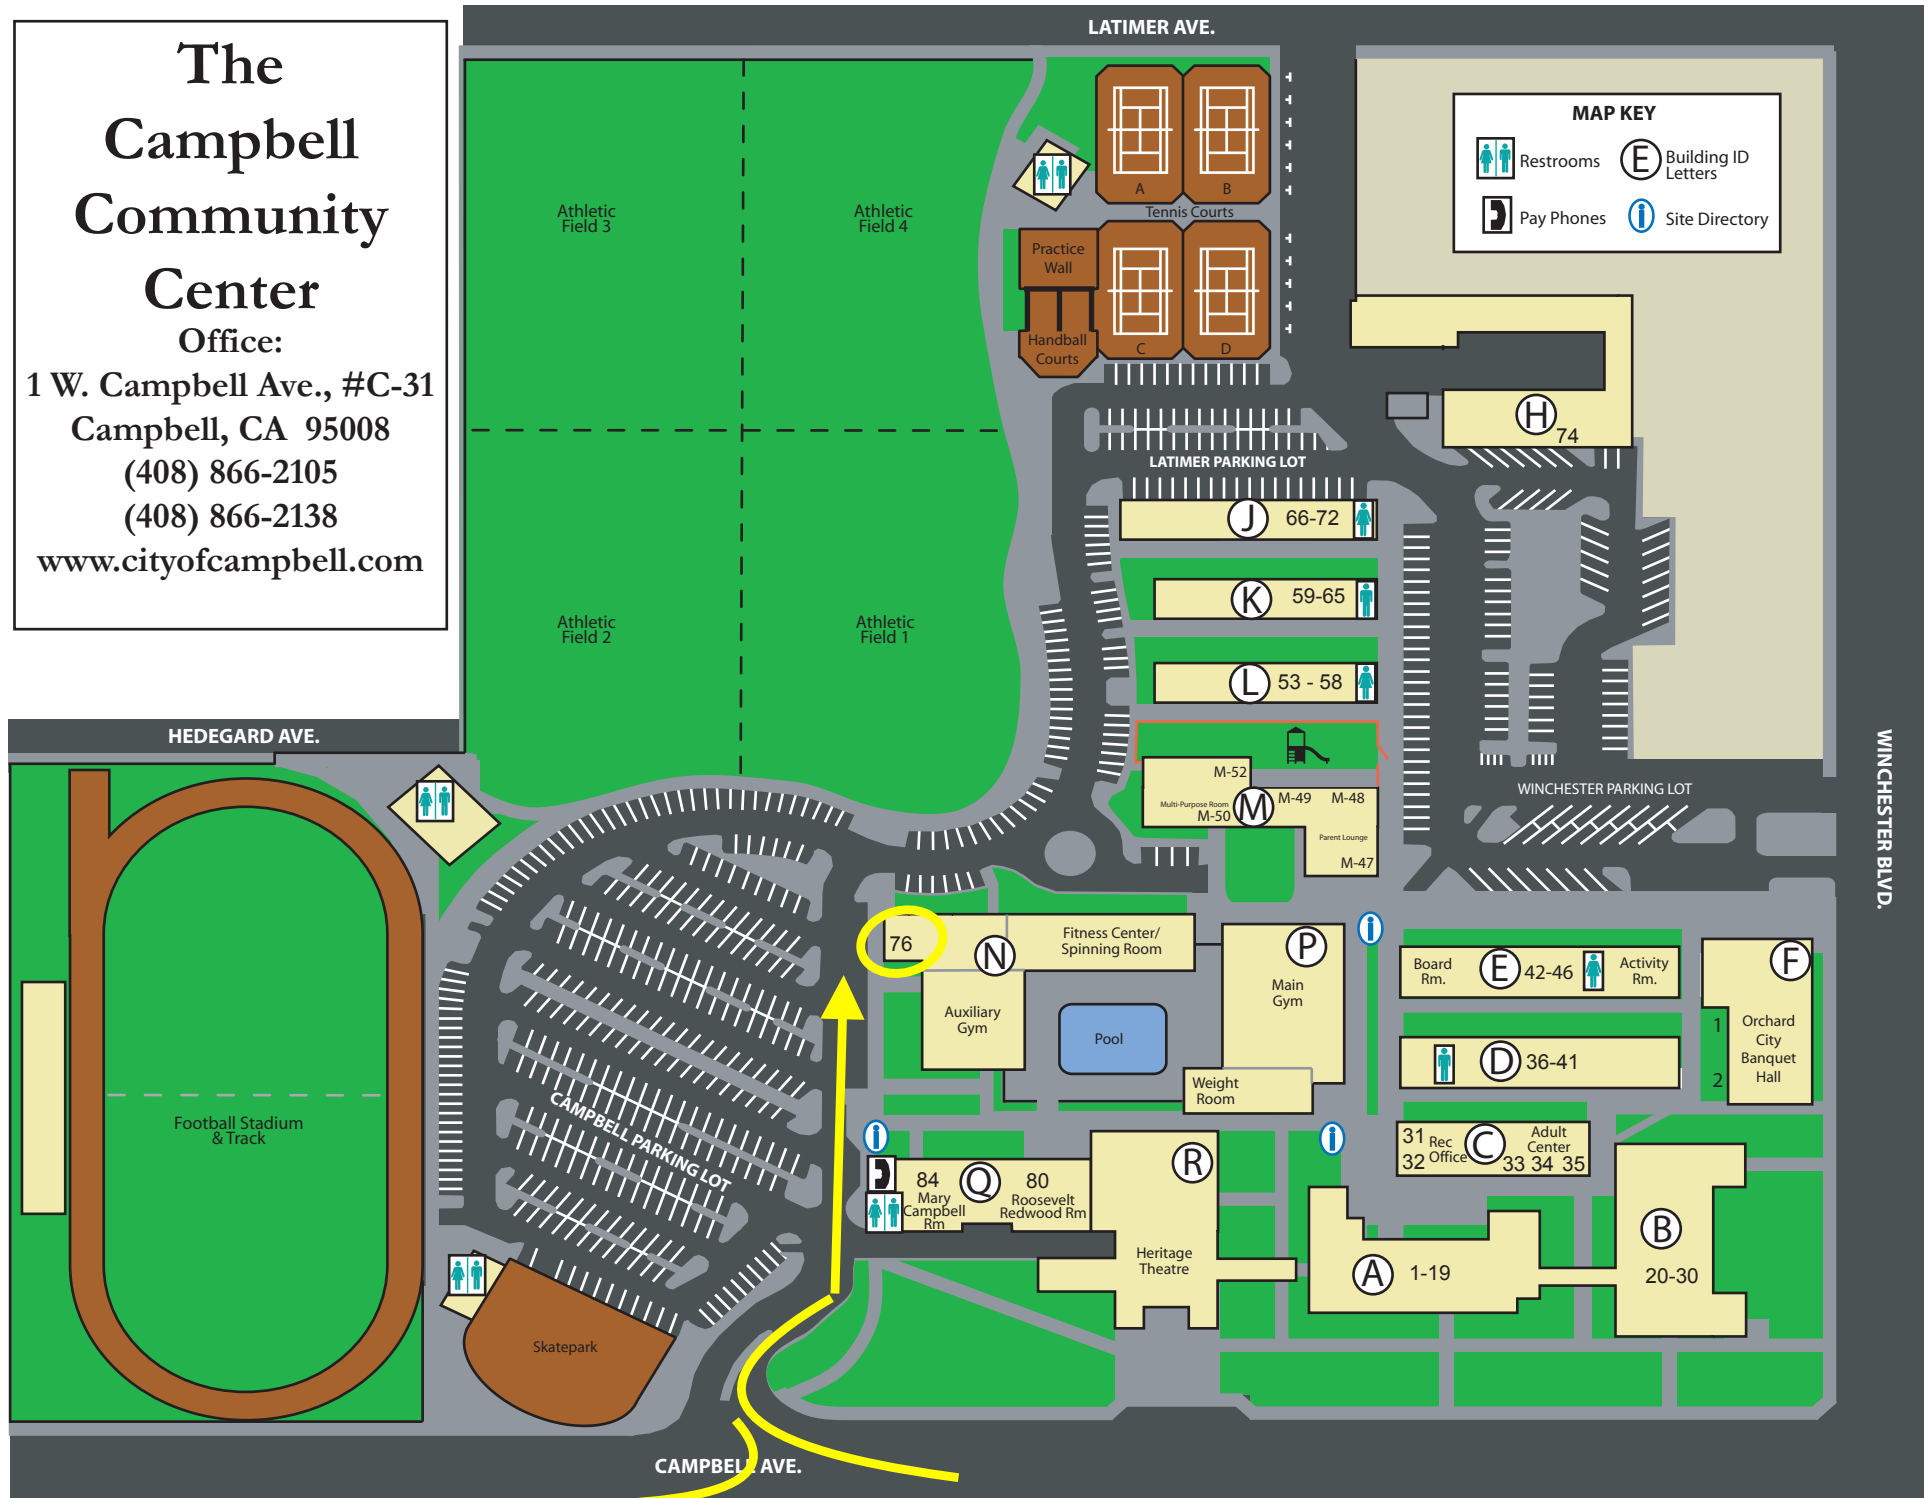 The
Campbell
Community
Center
Office:
1 W. Campbell Ave., #C-31
Campbell, CA  95008
(408) 866-2105
(408) 866-2138
www.cityofcampbell.com
LATIMER AVE.
MAP KEY
Restrooms
E
Building ID
Letters
Pay Phones
i
Site Directory
Athletic
Field 3
Athletic
Field 4
A
B
Tennis Courts
Practice
Wall
Handball
Courts
C
D
H
74
LATIMER PARKING LOT
J 66-72
K 59-65
Athletic
Field 2
Athletic
Field 1
L 53 - 58
HEDEGARD AVE.
M-52
Multi-Purpose Room
M-50
M
M-49
M-48
Parent Lounge
M-47
WINCHESTER PARKING LOT
WINCHESTER BLVD.
76
N
Fitness Center/
Spinning Room
P
Main
Gym
i
Board
Rm.
E 42-46
Activity
Rm.
F
Auxiliary
Gym
Pool
1
2
Orchard
City
Banquet
Hall
D 36-41
Weight
Room
Football Stadium
& Track
CAMPBELL PARKING LOT
i
i
31
32
Rec
Office
C
Adult
Center
33 34 35
84
Mary
Campbell
Rm
Q
80
Roosevelt
Redwood Rm
R
Heritage
Theatre
A 1-19
B
20-30
Skatepark
CAMPBELL AVE.